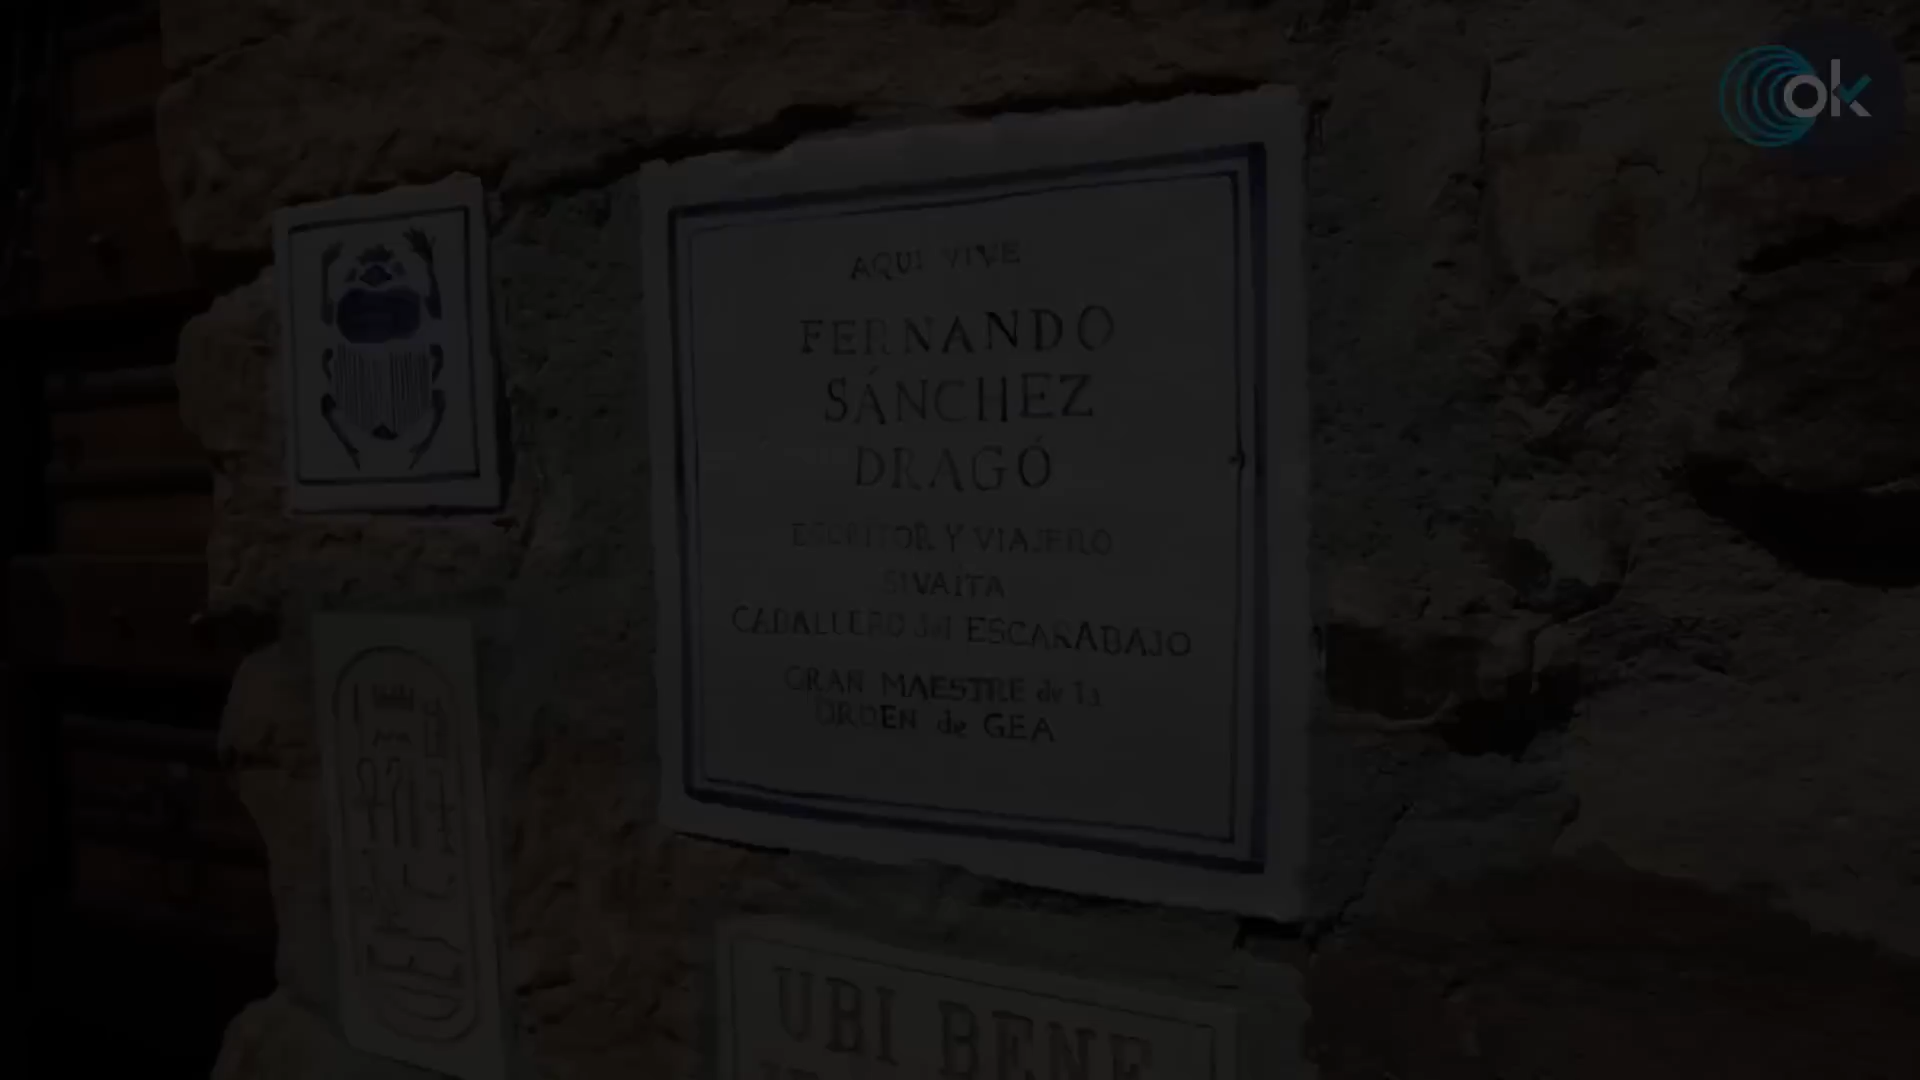 ok
AQUI VIVE
FERNANDO
SÁNCHEZ
DRAGÓ
ESCRITOR Y VIAJERO
SIVAITA
CABALLERO del ESCARABAJO
GRAN MAESTRE de la
ORDEN de GEA
UBI BENE